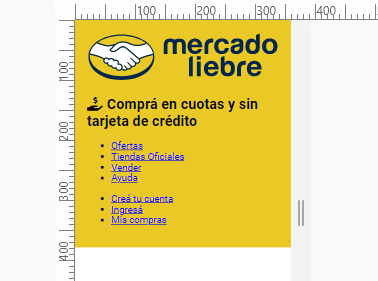 100 200 300 400
100
200
300
400
mercado
liebre
Comprá en cuotas y sin
tarjeta de crédito
Ofertas
Tiendas Oficiales
Vender
Ayuda
Creá tu cuenta
Ingresá
Mis compras